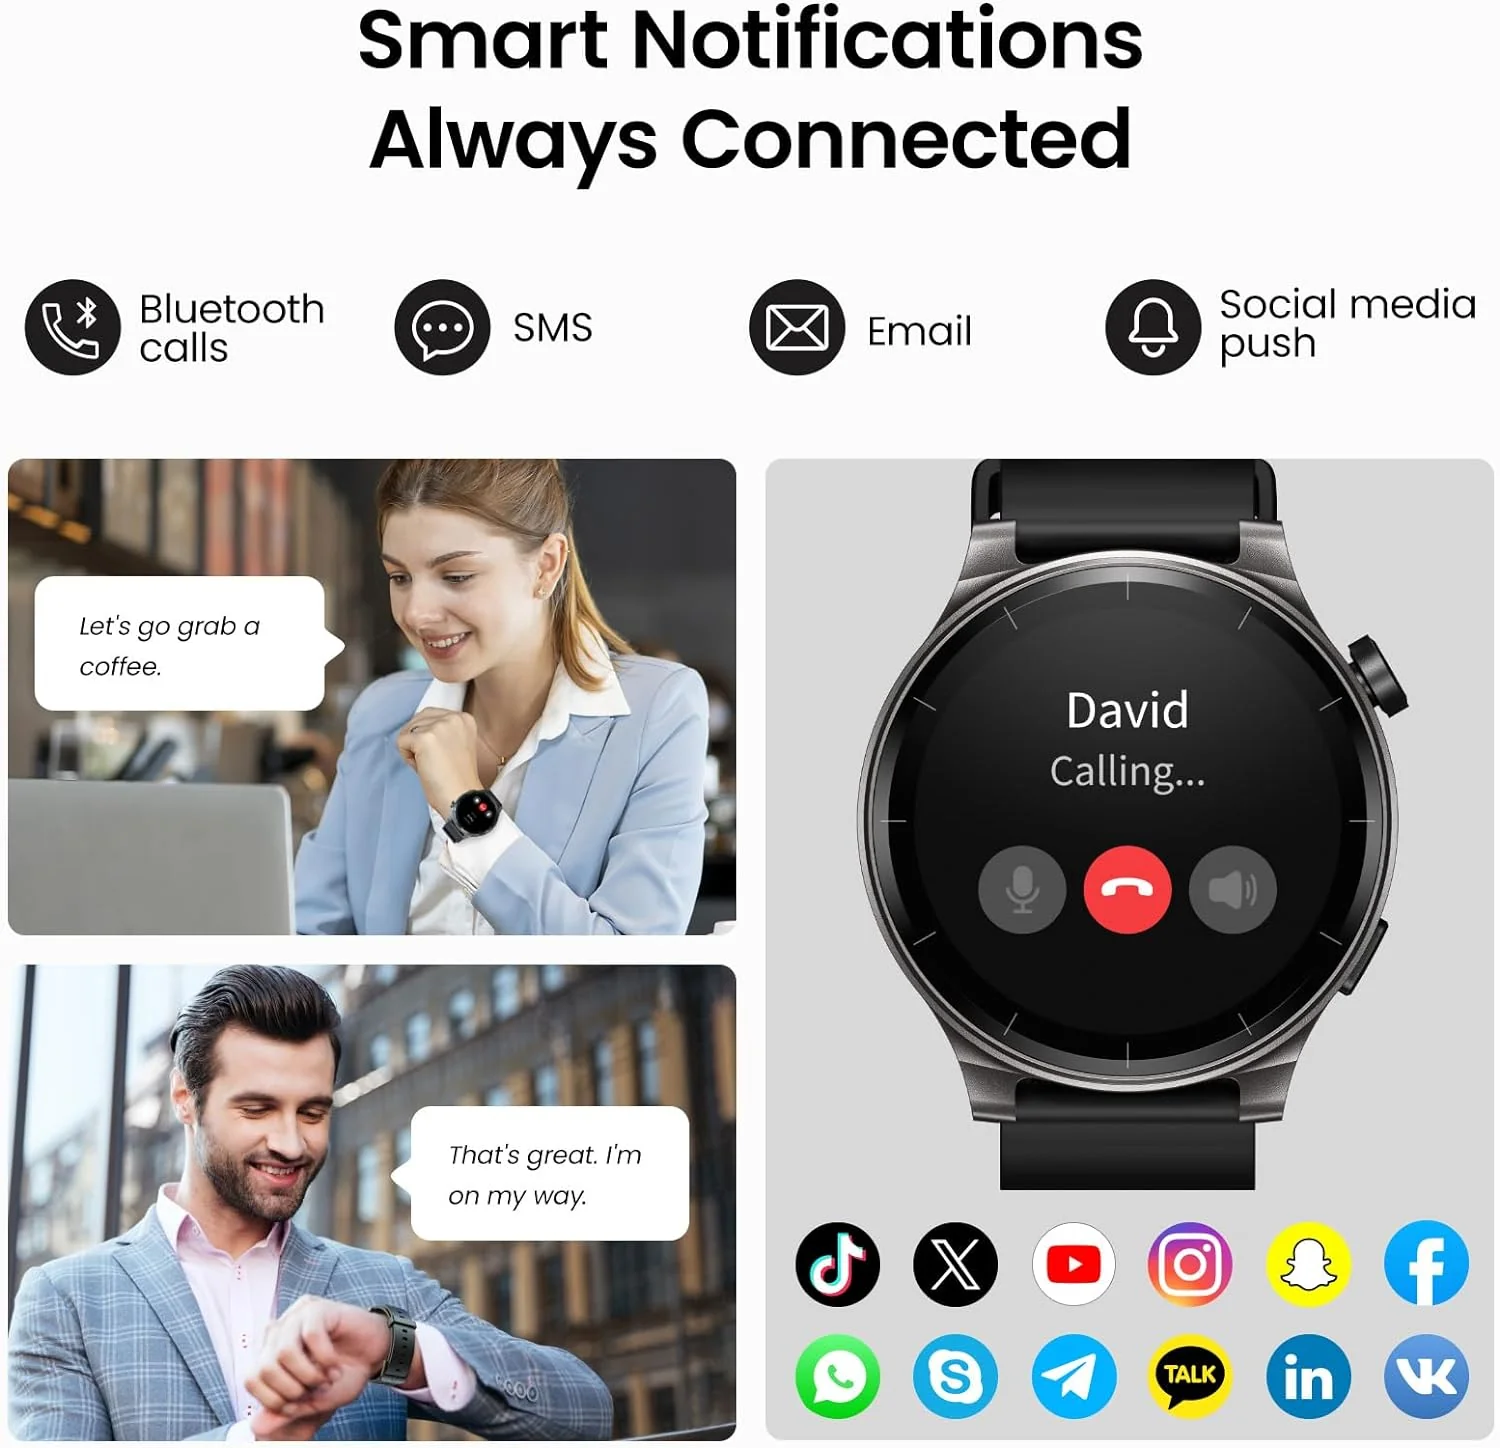 Smart Notifications
Always Connected
Bluetooth
calls
SMS
Email
Social media
push
Let's go grab a
coffee.
David
Calling...
That's great. I'm
on my way.
TALK
in